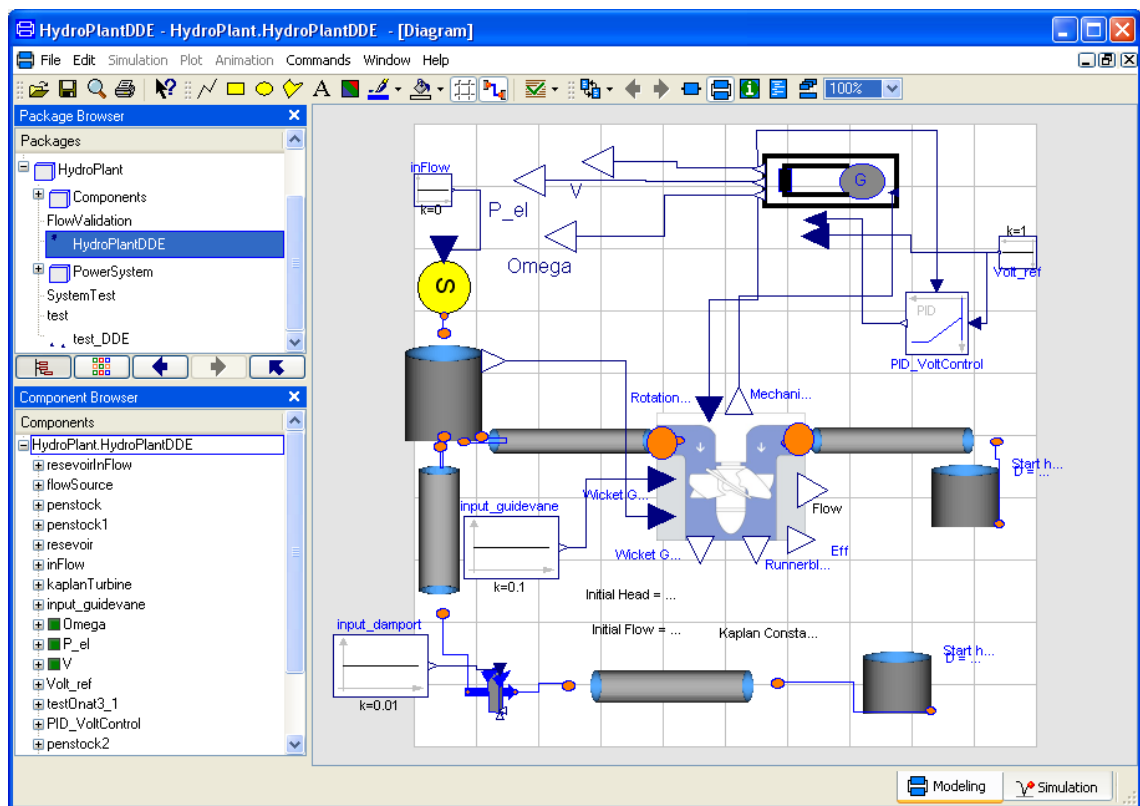 HydroPlantDDE - HydroPlant.HydroPlantDDE - [Diagram]
File Edit Simulation Plot Animation Commands Window Help
A
100%
Package Browser
Packages
HydroPlant
Components
FlowValidation
HydroPlantDDE
PowerSystem
SystemTest
test
test_DDE
Component Browser
Components
HydroPlant.HydroPlantDDE
resevoirInFlow
flowSource
penstock
penstock1
resevoir
inFlow
kaplanTurbine
input_guidevane
Omega
P_el
V
Volt_ref
testOnat3_1
PID_VoltControl
penstock2
inFlow
k=0
V
P_el
Omega
G
k=1
Volt_ref
S
PID
PID_VoltControl
Rotation...
Mechani...
Start h...
D = ...
Wicket G...
input_guidevane
Flow
Wicket G...
Eff
Runnerbl...
k=0.1
Initial Head = ...
input_damport
Initial Flow = ...
Kaplan Consta...
Start h...
D = ...
k=0.01
Modeling
Simulation